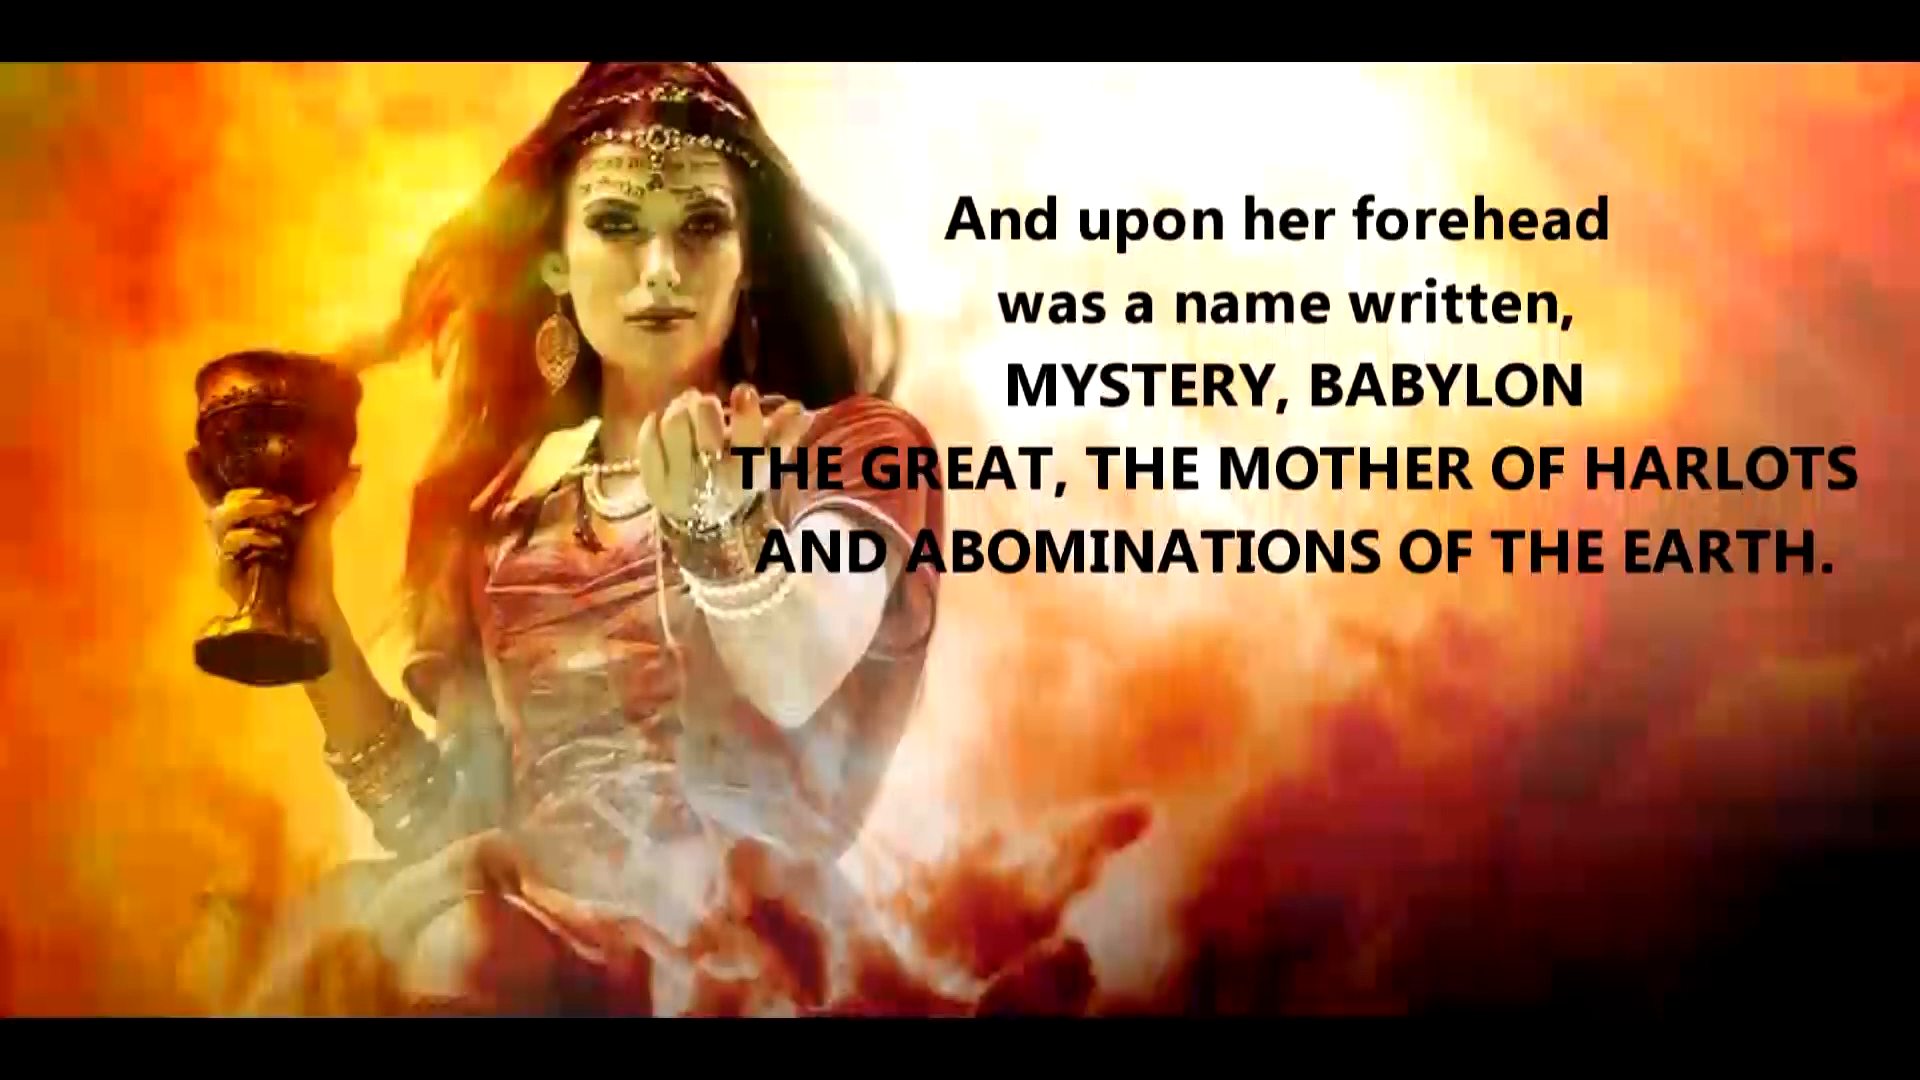 And upon her forehead
was a name written,
MYSTERY, BABYLON
THE GREAT, THE MOTHER OF HARLOTS
AND ABOMINATIONS OF THE EARTH.